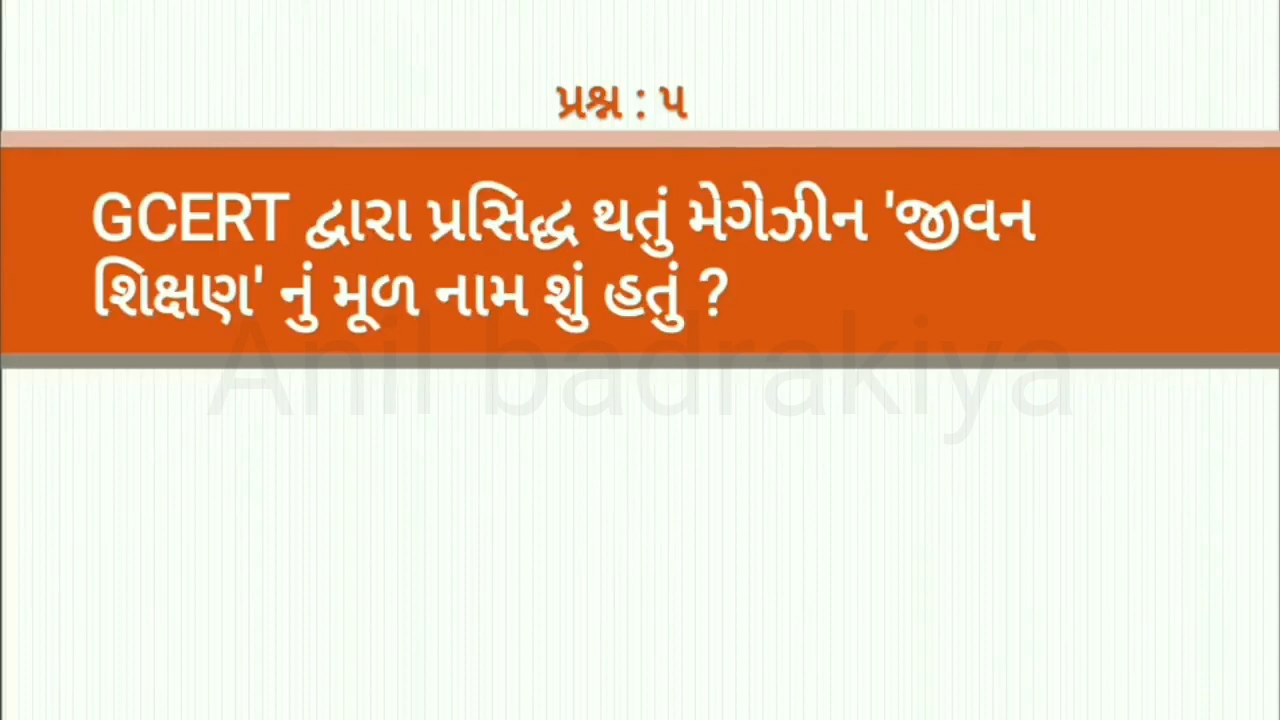 પ્રશ્ન : ૫
GCERT દ્વારા પ્રસિદ્ધ થતું મેગેઝીન 'જીવન
શિક્ષણ' નું મૂળ નામ શું હતું ?
Anil badrakiya